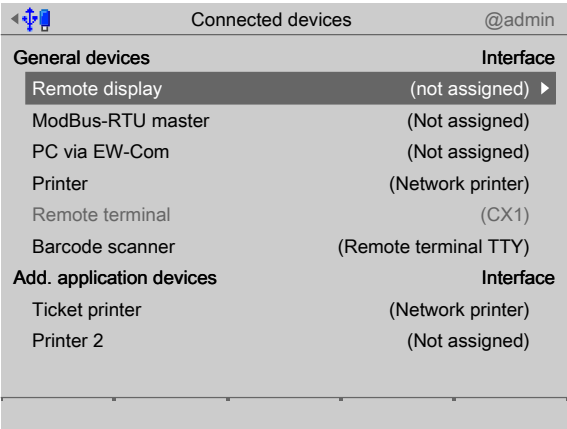 Connected devices @admin
General devices Interface
Remote display (not assigned)
ModBus-RTU master (Not assigned)
PC via EW-Com (Not assigned)
Printer (Network printer)
Remote terminal (CX1)
Barcode scanner (Remote terminal TTY)
Add. application devices Interface
Ticket printer (Network printer)
Printer 2 (Not assigned)